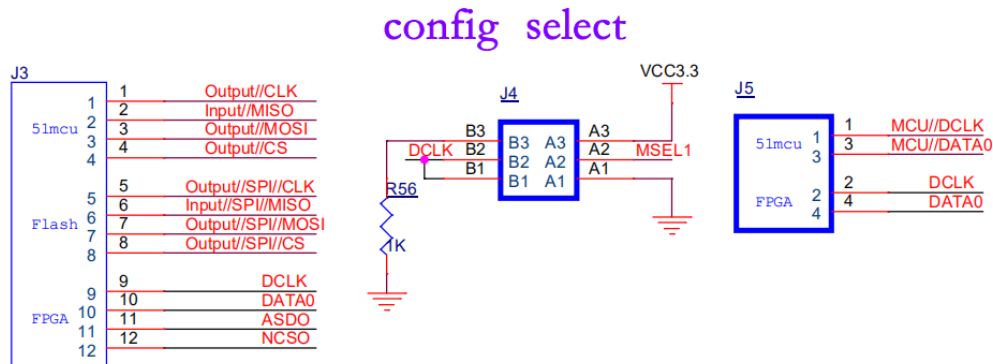 config select
J3
1 1 Output//CLK
51mcu 2 2 Input//MISO
3 3 Output//MOSI
4 4 Output//CS
5 5 Output//SPI//CLK
6 6 Input//SPI//MISO
Flash 7 7 Output//SPI//MOSI
8 8 Output//SPI//CS
9 9 DCLK
10 10 DATA0
FPGA 11 11 ASDO
12 12 NCSO
J4
VCC3.3
B3 B3 A3 A3
DCLK B2 B2 A2 A2 MSEL1
B1 B1 A1 A1
R56
1K
J5
51mcu 1 1 MCU//DCLK
3 3 MCU//DATA0
FPGA 2 2 DCLK
4 4 DATA0